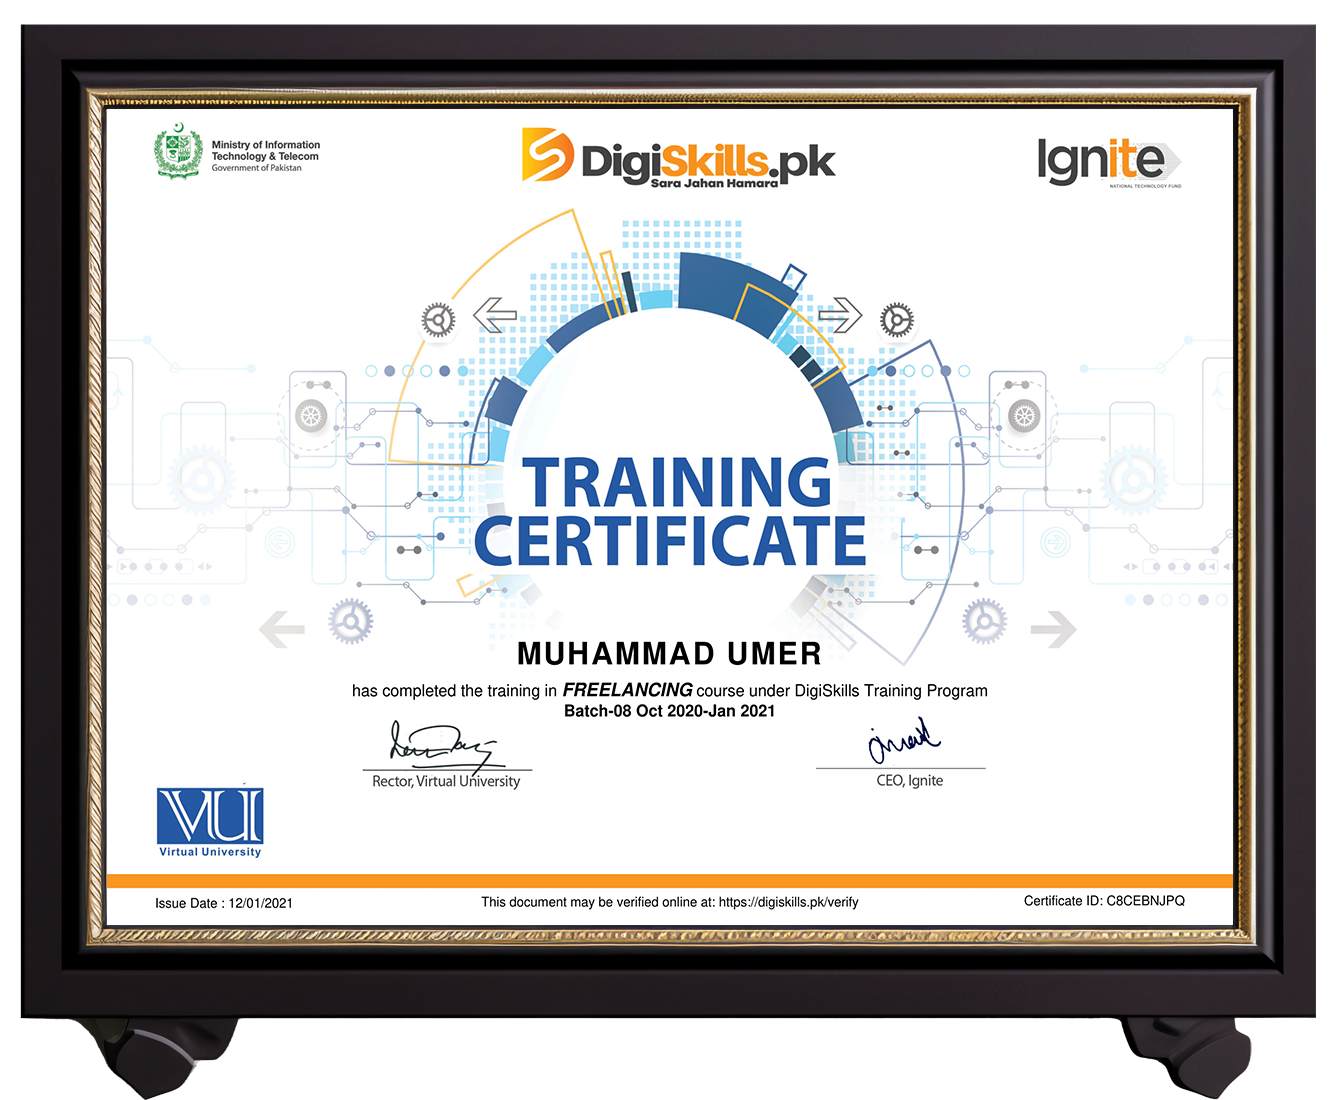 Ministry of Information
Technology & Telecom
Government of Pakistan
DigiSkills.pk
Sara Jahan Hamara
Ignite
NATIONAL TECHNOLOGY FUND
TRAINING
CERTIFICATE
MUHAMMAD UMER
has completed the training in FREELANCING course under DigiSkills Training Program
Batch-08 Oct 2020-Jan 2021
Rector, Virtual University
CEO, Ignite
VU
Virtual University
Issue Date : 12/01/2021
This document may be verified online at: https://digiskills.pk/verify
Certificate ID: C8CEBNJPQ